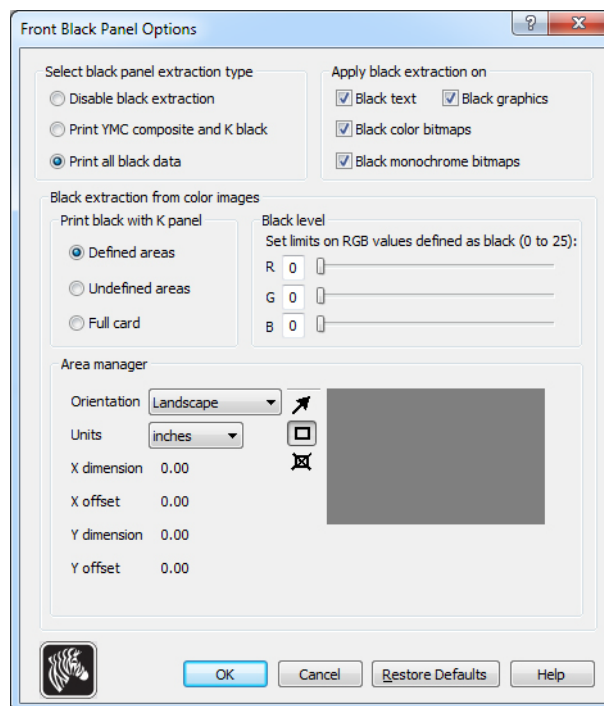 Front Black Panel Options
Select black panel extraction type
Disable black extraction
Print YMC composite and K black
Print all black data
Apply black extraction on
Black text
Black graphics
Black color bitmaps
Black monochrome bitmaps
Black extraction from color images
Print black with K panel
Defined areas
Undefined areas
Full card
Black level
Set limits on RGB values defined as black (0 to 25):
R 0
G 0
B 0
Area manager
Orientation Landscape
Units inches
X dimension 0.00
X offset 0.00
Y dimension 0.00
Y offset 0.00
OK Cancel Restore Defaults Help